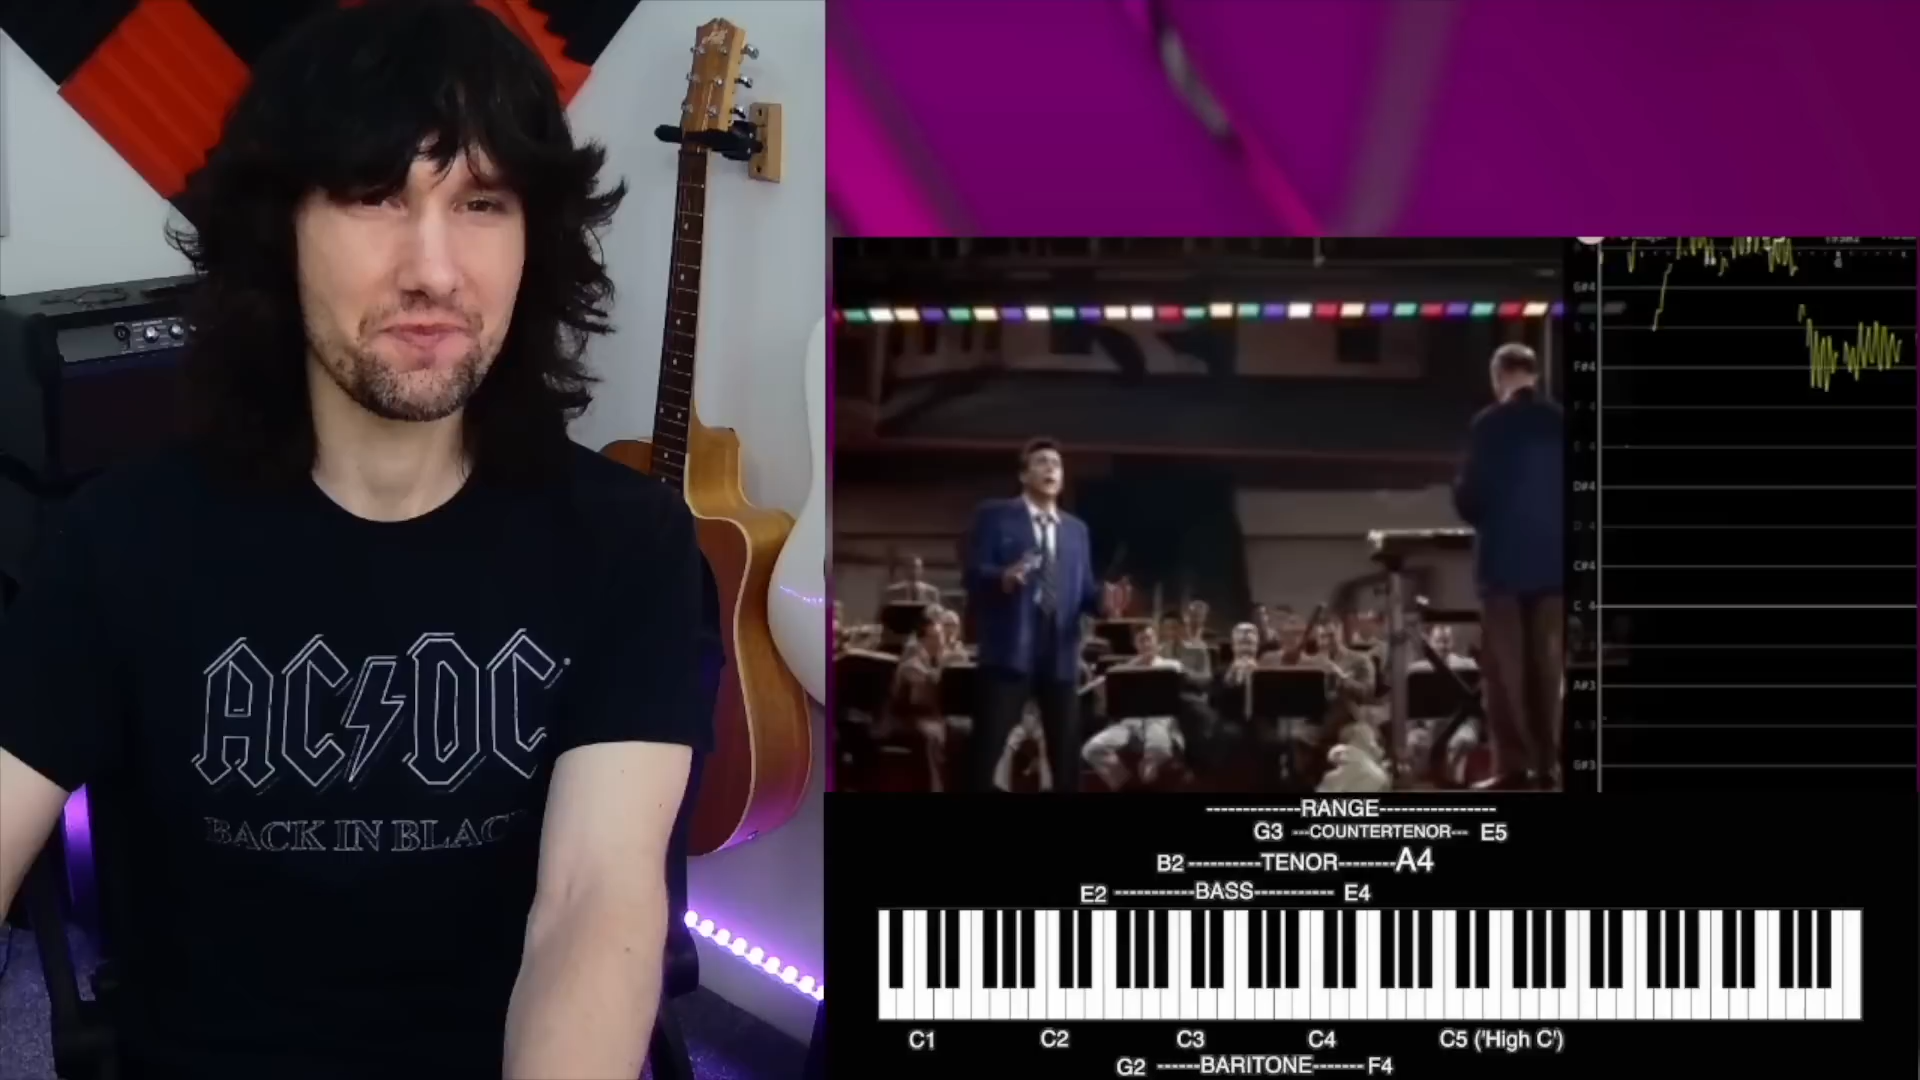 AC DC
BACK IN BLAC
G#4
F#4
D#4
C#4
C 4
A#3
G#3
-------------RANGE----------------
G3 ---COUNTERTENOR--- E5
B2 ----------TENOR--------A4
E2 -----------BASS----------- E4
C1 C2 C3 C4 C5 ('High C')
G2 ------BARITONE------- F4